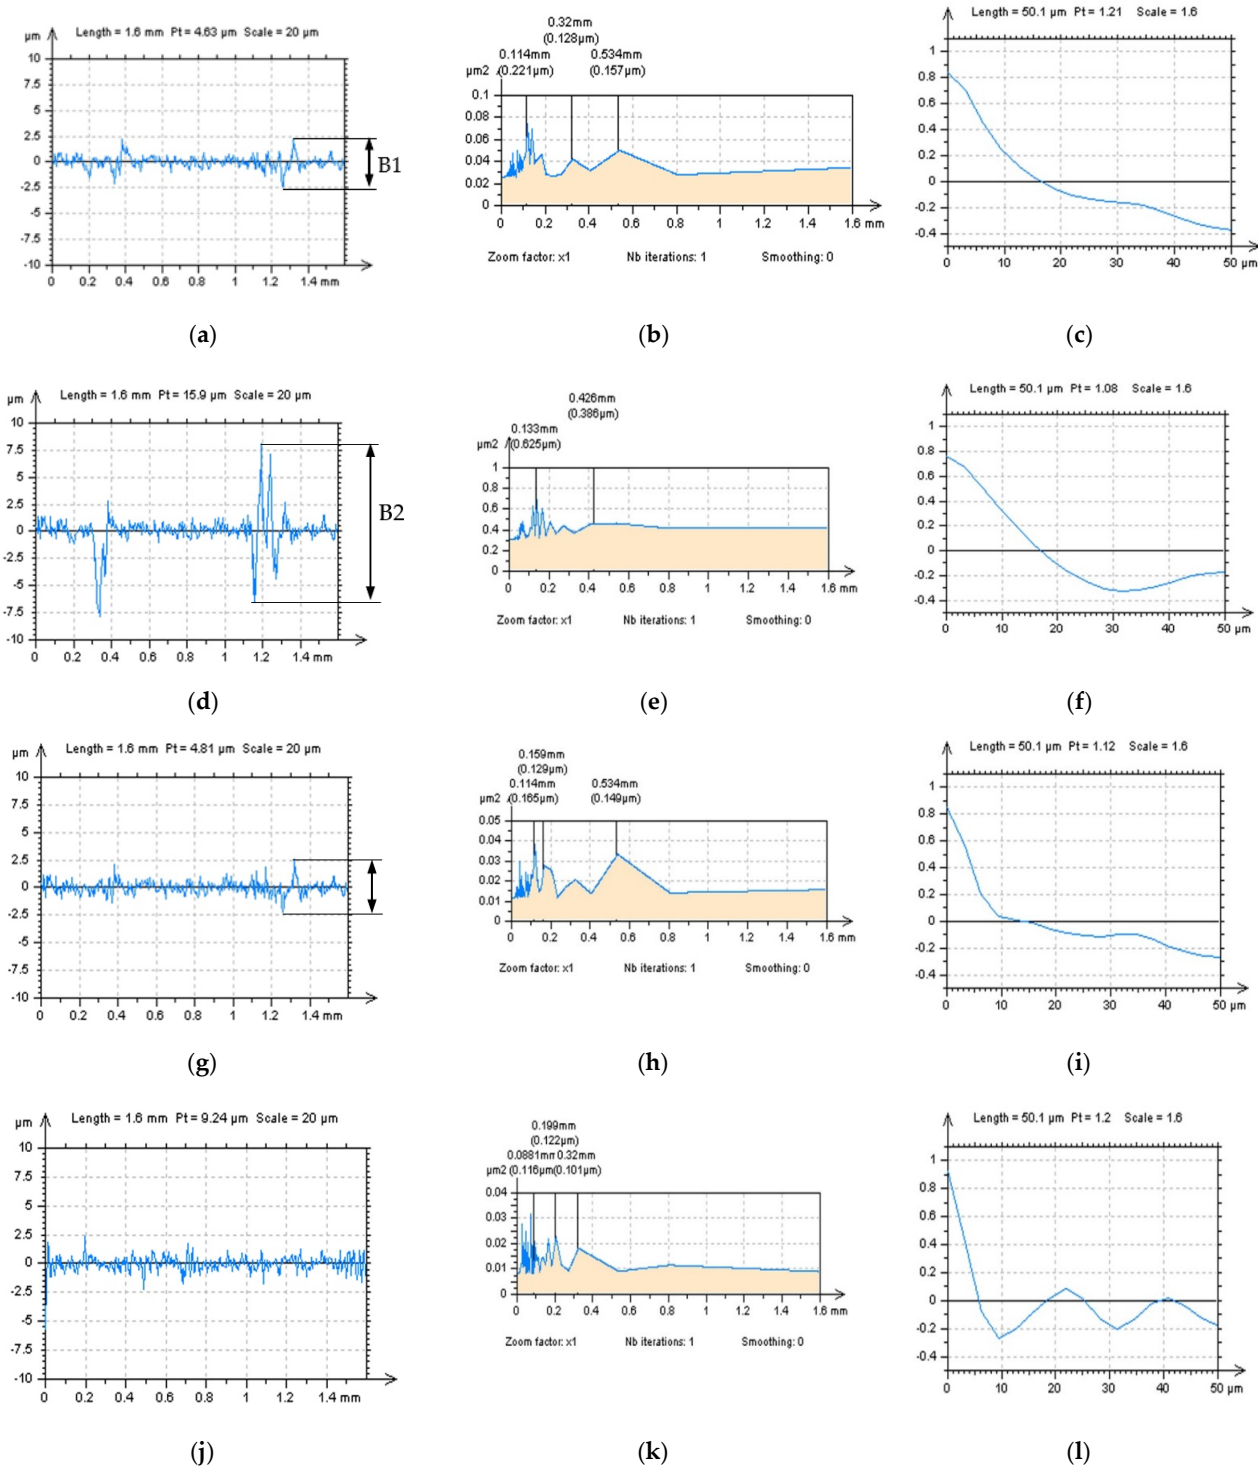 Length = 1.6 mm Pt = 4.63 µm Scale = 20 µm
µm
10
7.5
5
2.5
0
-2.5
-5
-7.5
-10
0 0.2 0.4 0.6 0.8 1 1.2 1.4 mm
B1
(a)
0.32mm
(0.128µm)
0.114mm 0.534mm
µm2 (0.221µm) (0.157µm)
0.1
0.08
0.06
0.04
0.02
0
0 0.2 0.4 0.6 0.8 1 1.2 1.4 1.6 mm
Zoom factor: x1 Nb iterations: 1 Smoothing: 0
(b)
Length = 50.1 µm Pt = 1.21 Scale = 1.6
1
0.8
0.6
0.4
0.2
0
-0.2
-0.4
0 10 20 30 40 50 µm
(c)
Length = 1.6 mm Pt = 15.9 µm Scale = 20 µm
µm
10
7.5
5
2.5
0
-2.5
-5
-7.5
-10
0 0.2 0.4 0.6 0.8 1 1.2 1.4 mm
B2
(d)
0.426mm
(0.386µm)
0.133mm
µm2 (0.625µm)
1
0.8
0.6
0.4
0.2
0
0 0.2 0.4 0.6 0.8 1 1.2 1.4 1.6 mm
Zoom factor: x1 Nb iterations: 1 Smoothing: 0
(e)
Length = 50.1 µm Pt = 1.08 Scale = 1.6
1
0.8
0.6
0.4
0.2
0
-0.2
-0.4
0 10 20 30 40 50 µm
(f)
Length = 1.6 mm Pt = 4.81 µm Scale = 20 µm
µm
10
7.5
5
2.5
0
-2.5
-5
-7.5
-10
0 0.2 0.4 0.6 0.8 1 1.2 1.4 mm
(g)
0.159mm
(0.129µm)
0.114mm 0.534mm
µm2 (0.165µm) (0.149µm)
0.05
0.04
0.03
0.02
0.01
0
0 0.2 0.4 0.6 0.8 1 1.2 1.4 1.6 mm
Zoom factor: x1 Nb iterations: 1 Smoothing: 0
(h)
Length = 50.1 µm Pt = 1.12 Scale = 1.6
1
0.8
0.6
0.4
0.2
0
-0.2
-0.4
0 10 20 30 40 50 µm
(i)
Length = 1.6 mm Pt = 9.24 µm Scale = 20 µm
µm
10
7.5
5
2.5
0
-2.5
-5
-7.5
-10
0 0.2 0.4 0.6 0.8 1 1.2 1.4 mm
(j)
0.199mm
(0.122µm)
0.0881mm 0.32mm
µm2 (0.116µm (0.101µm)
0.04
0.03
0.02
0.01
0
0 0.2 0.4 0.6 0.8 1 1.2 1.4 1.6 mm
Zoom factor: x1 Nb iterations: 1 Smoothing: 0
(k)
Length = 50.1 µm Pt = 1.2 Scale = 1.6
1
0.8
0.6
0.4
0.2
0
-0.2
-0.4
0 10 20 30 40 50 µm
(l)